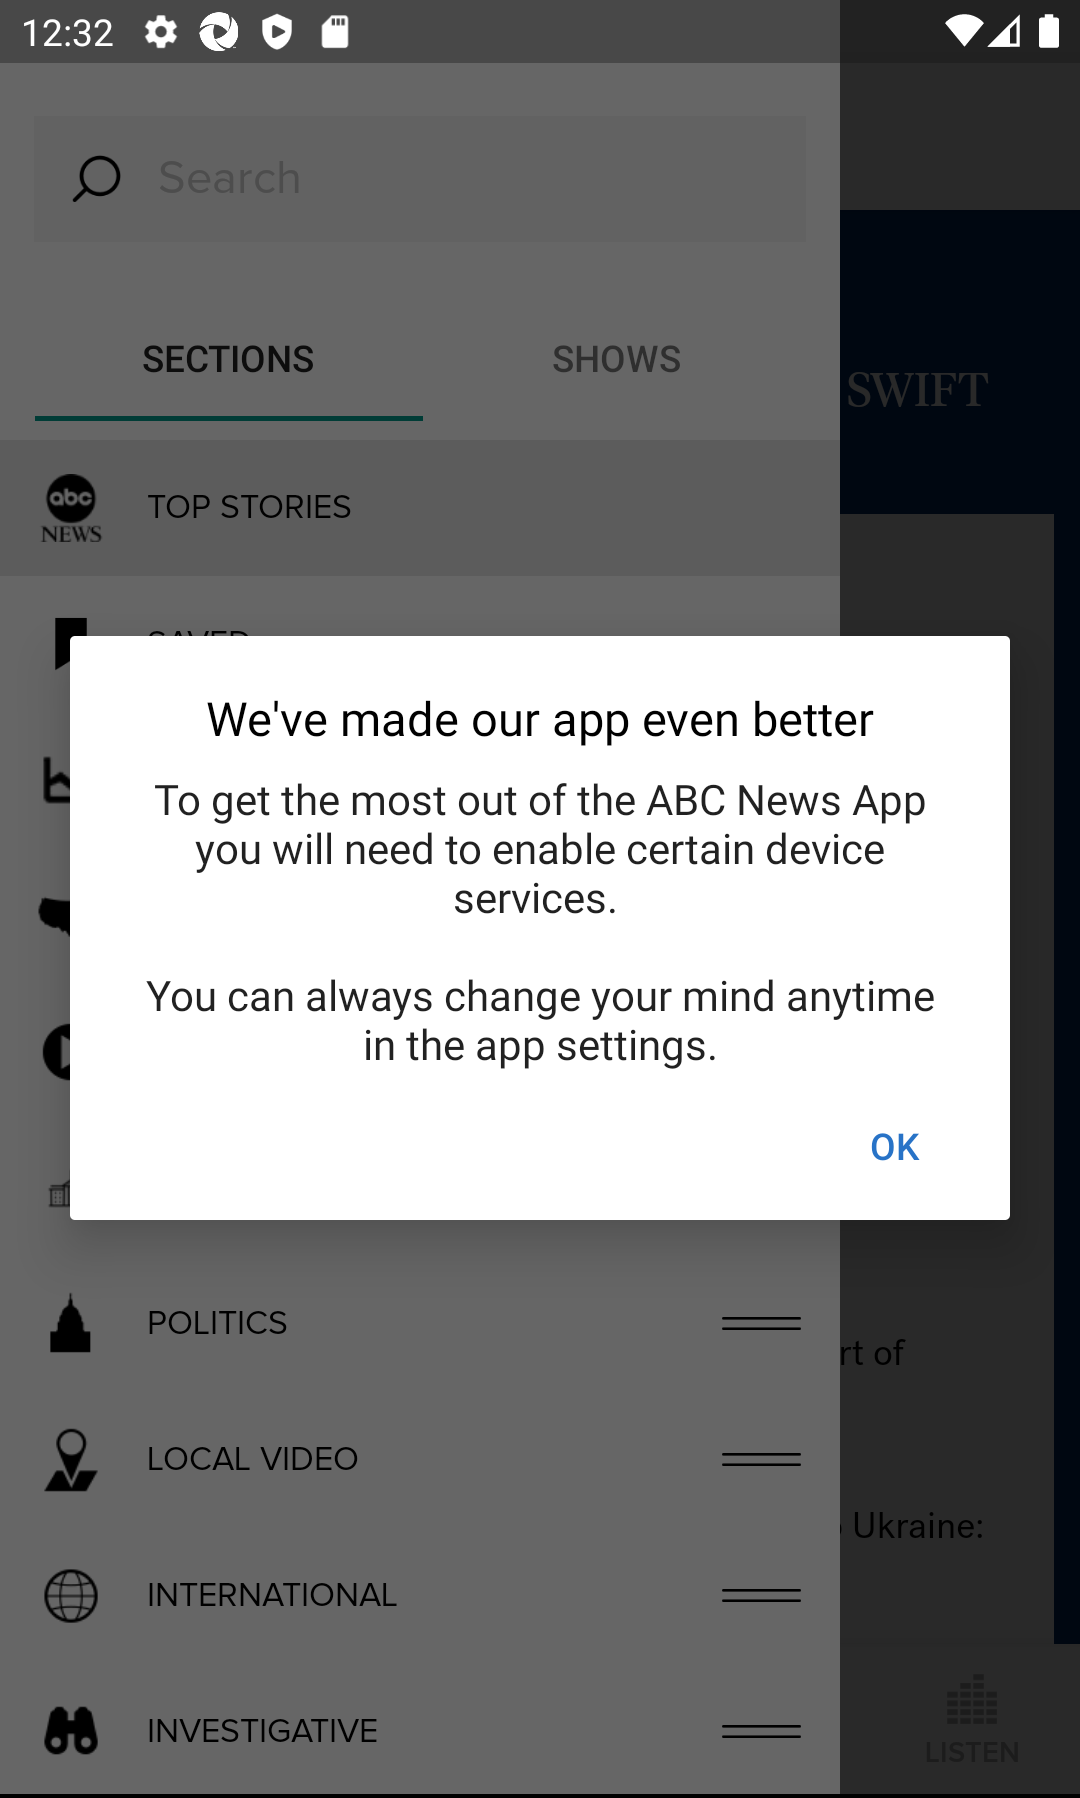 12:32
Search
SECTIONS
SHOWS
SWIFT
abc
NEWS
TOP STORIES
SAVED
We've made our app even better
To get the most out of the ABC News App
you will need to enable certain device
services.
You can always change your mind anytime
in the app settings.
OK
POLITICS
rt of
LOCAL VIDEO
Ukraine:
INTERNATIONAL
INVESTIGATIVE
LISTEN